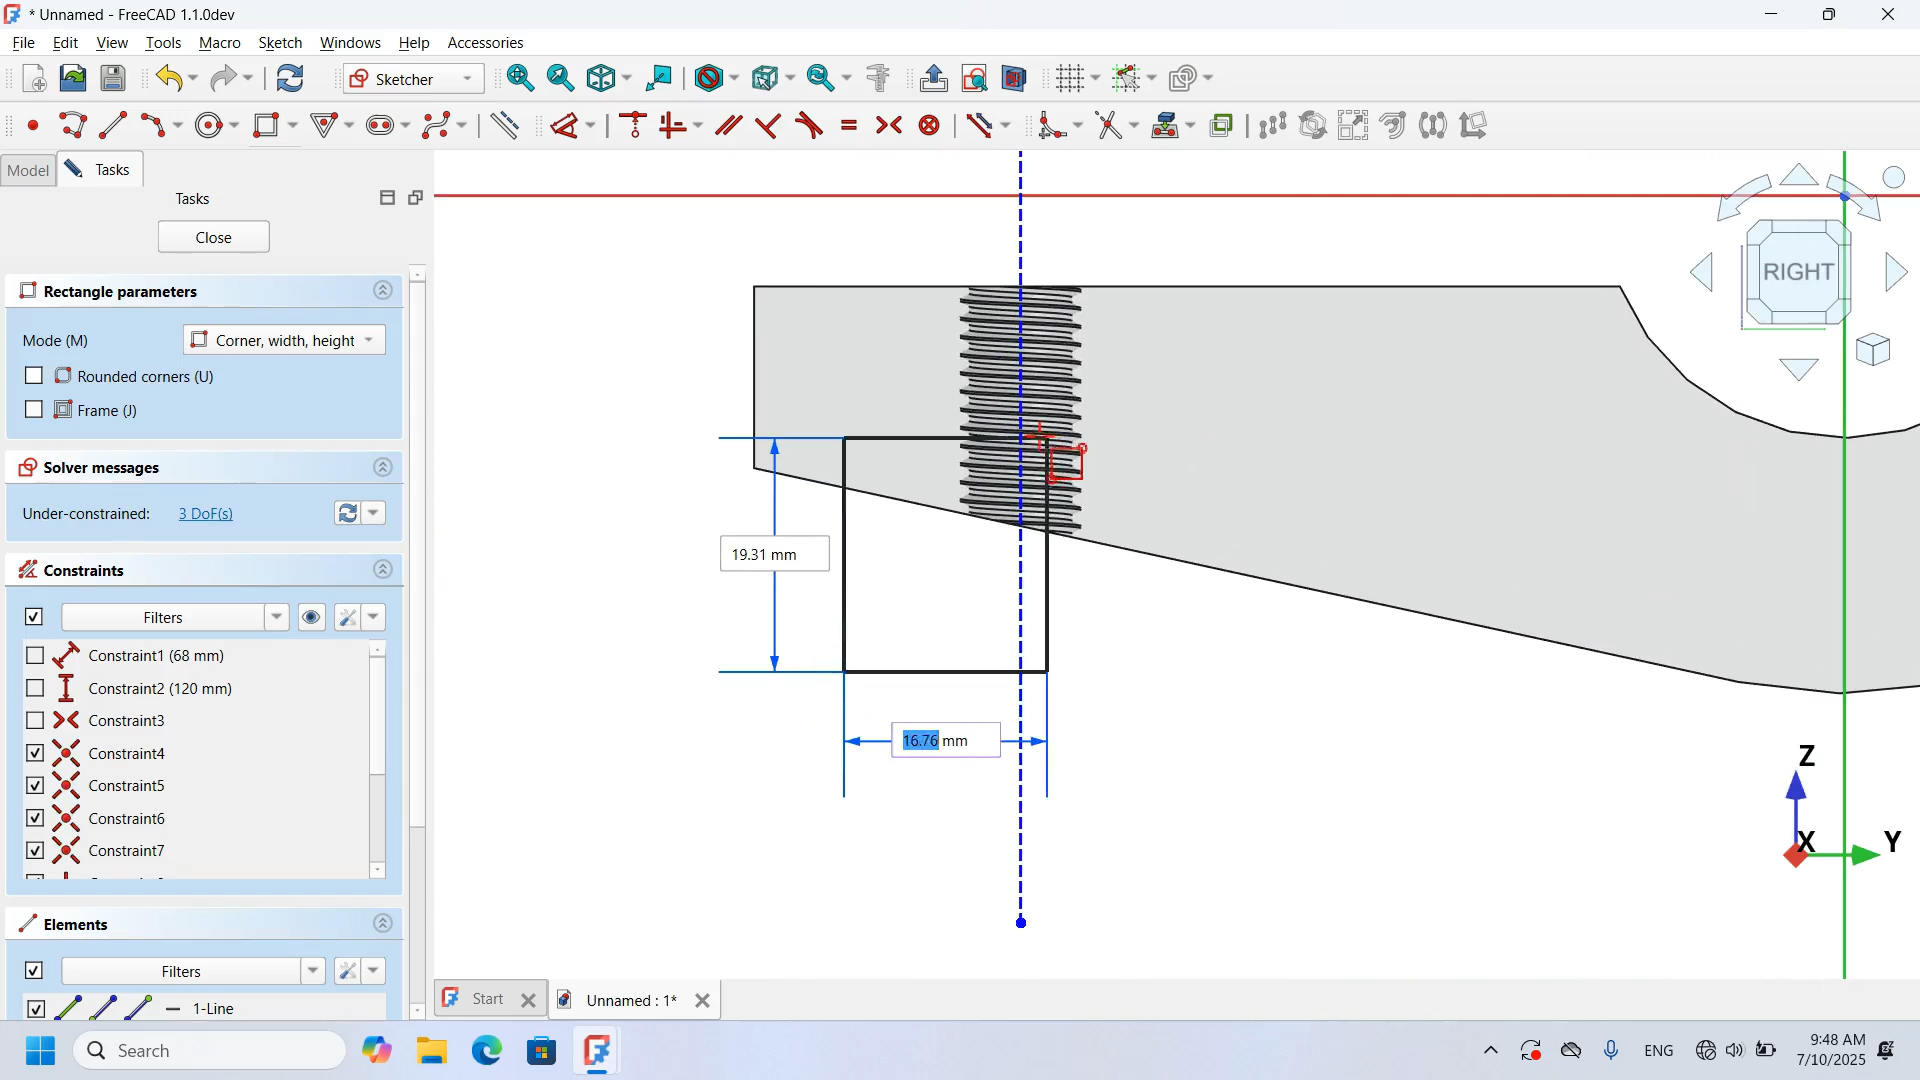 * Unnamed - FreeCAD 1.1.0dev
File Edit View Tools Macro Sketch Windows Help Accessories
Sketcher
Model Tasks
Tasks
Close
Rectangle parameters
Mode (M) Corner, width, height
Rounded corners (U)
Frame (J)
Solver messages
Under-constrained: 3 DoF(s)
Constraints
Filters
Constraint1 (68 mm)
Constraint2 (120 mm)
Constraint3
Constraint4
Constraint5
Constraint6
Constraint7
Elements
Filters
1-Line
19.31 mm
16.76 mm
RIGHT
Z
X
Y
Start
Unnamed : 1*
Search
ENG
9:48 AM
7/10/2025